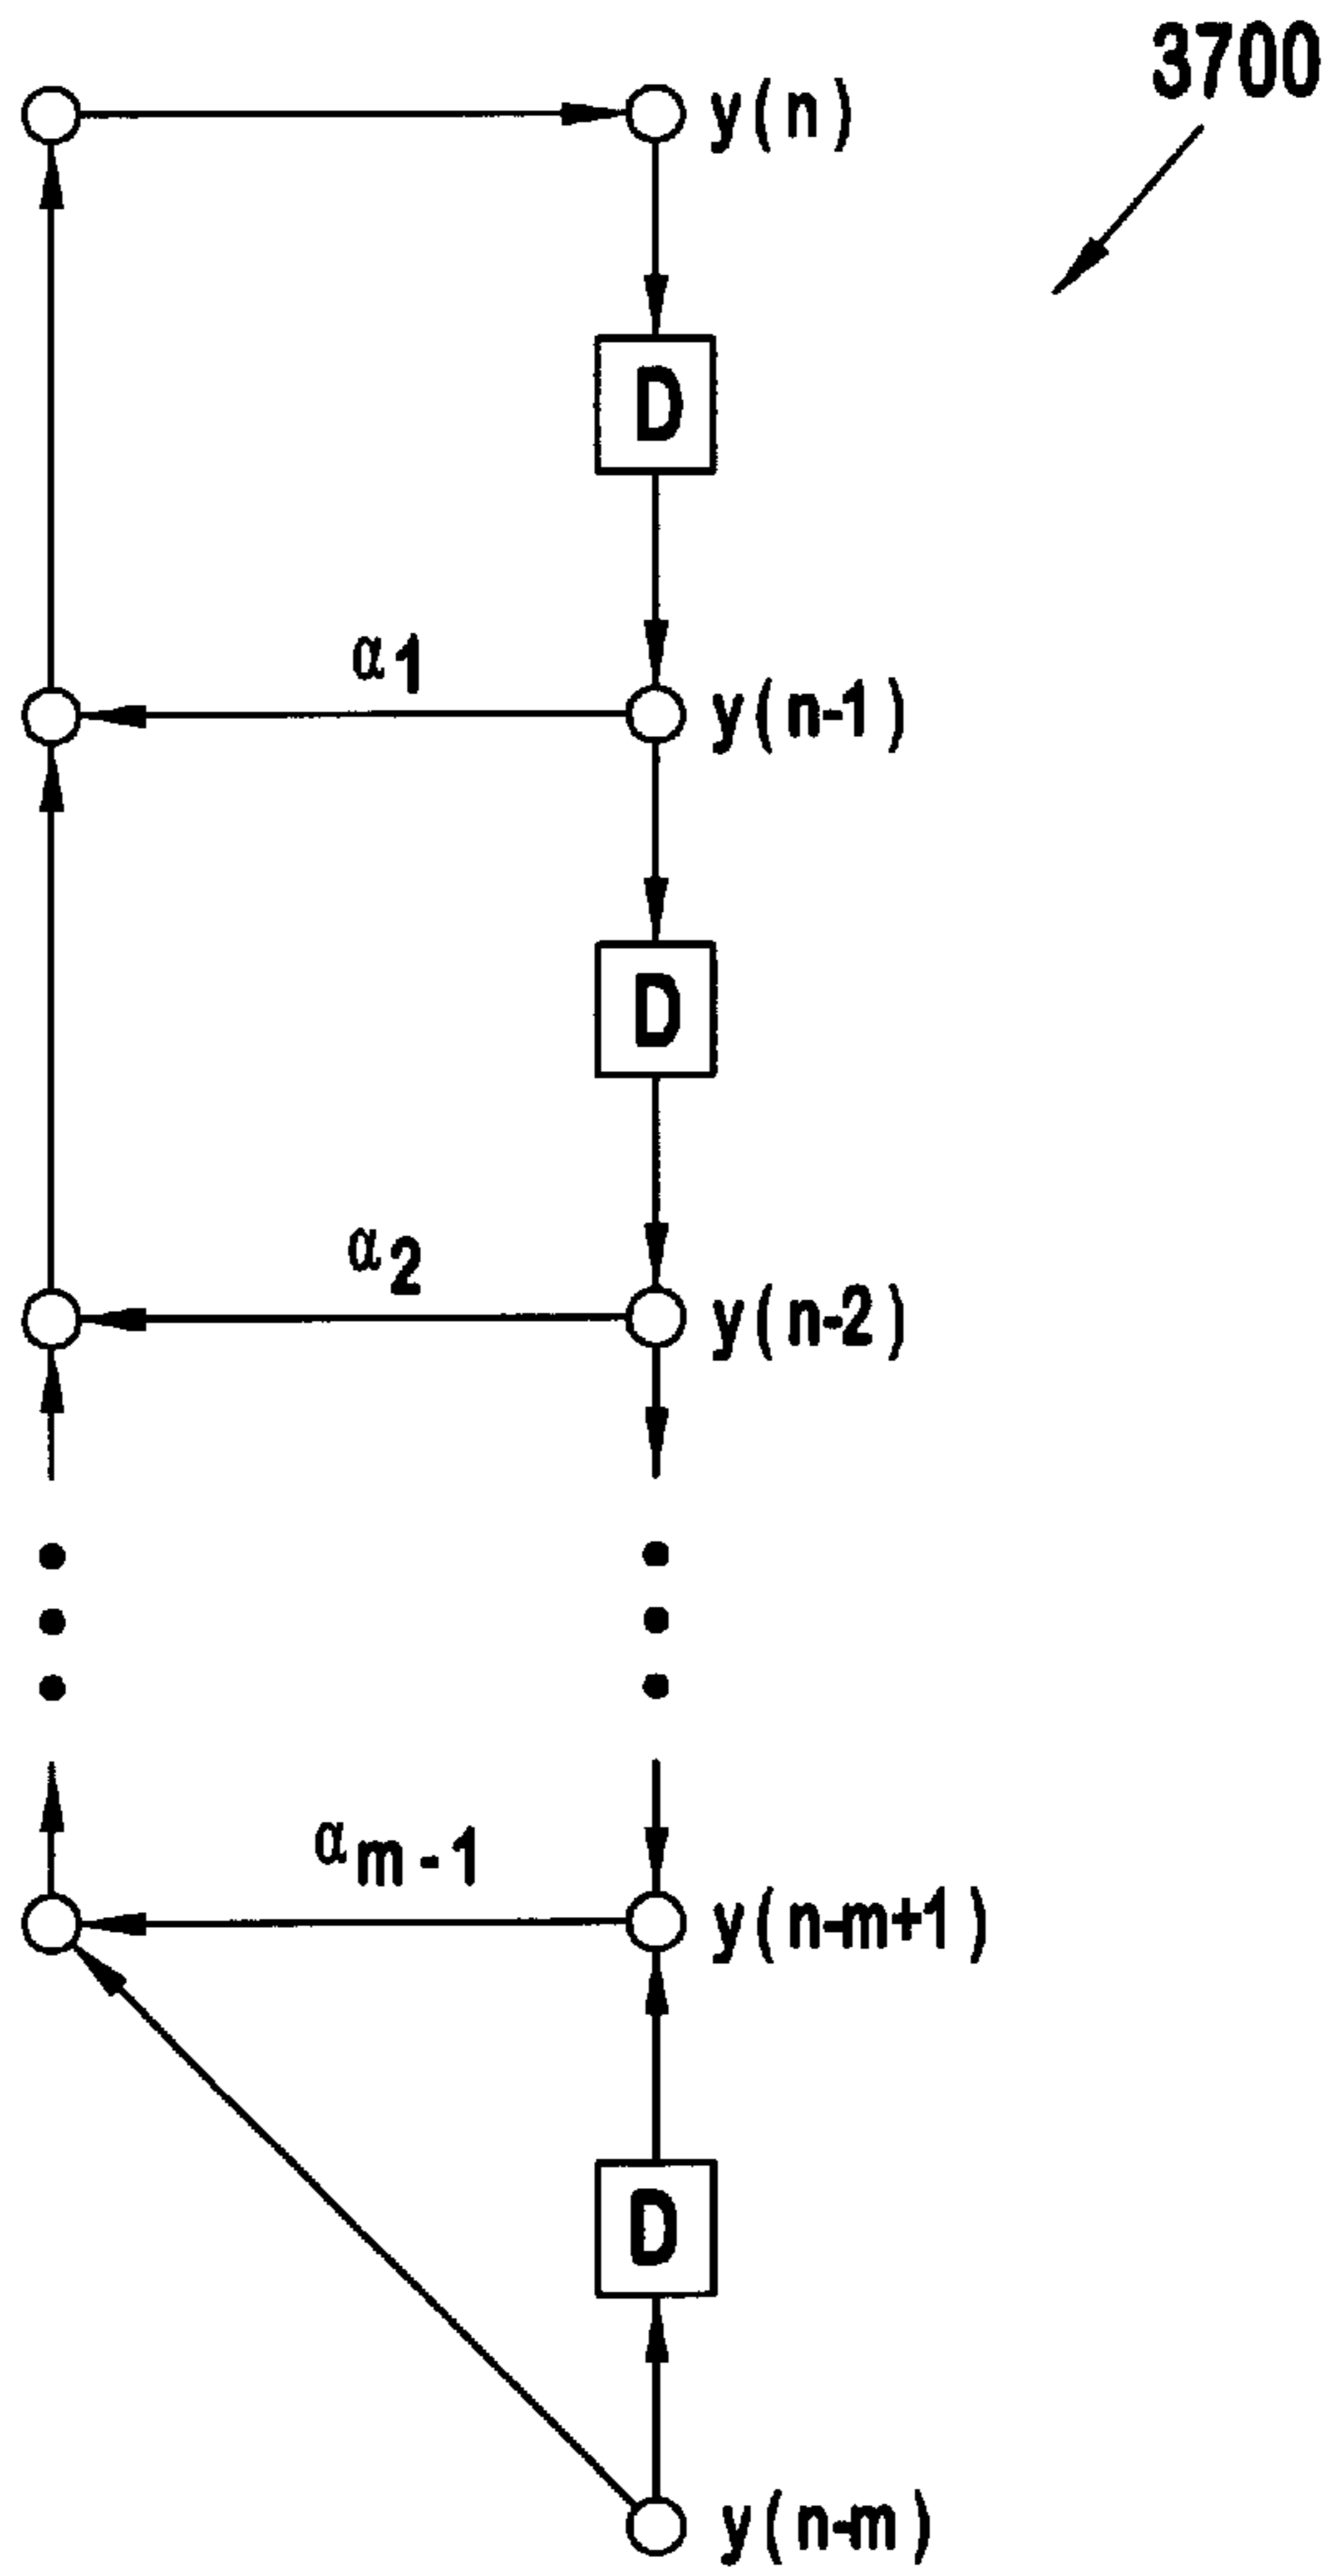 3700
y(n)
D
α1
y(n-1)
D
α2
y(n-2)
αm-1
y(n-m+1)
D
y(n-m)